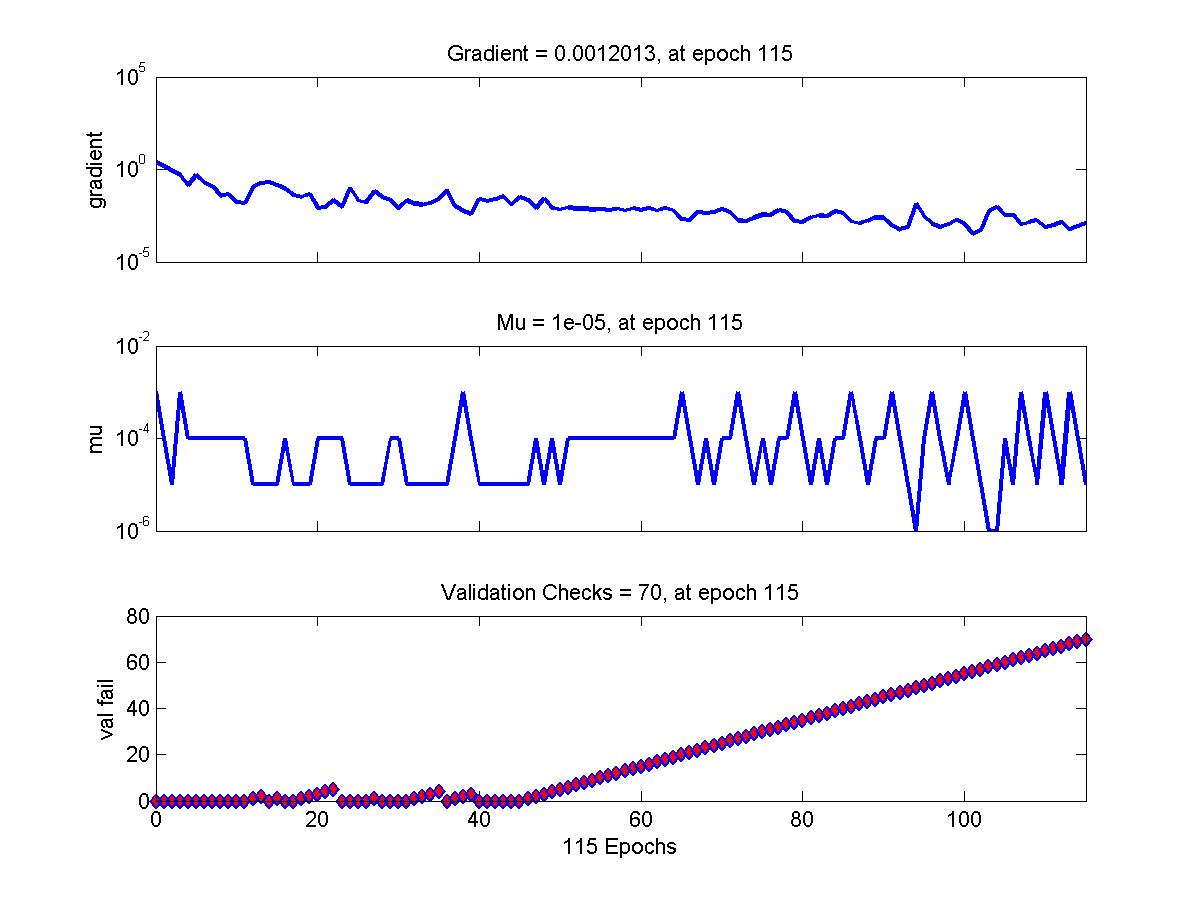 Gradient = 0.0012013, at epoch 115
10^5
10^0
10^-5
gradient
Mu = 1e-05, at epoch 115
10^-2
10^-4
10^-6
mu
Validation Checks = 70, at epoch 115
80
60
40
20
0
val fail
0 20 40 60 80 100
115 Epochs